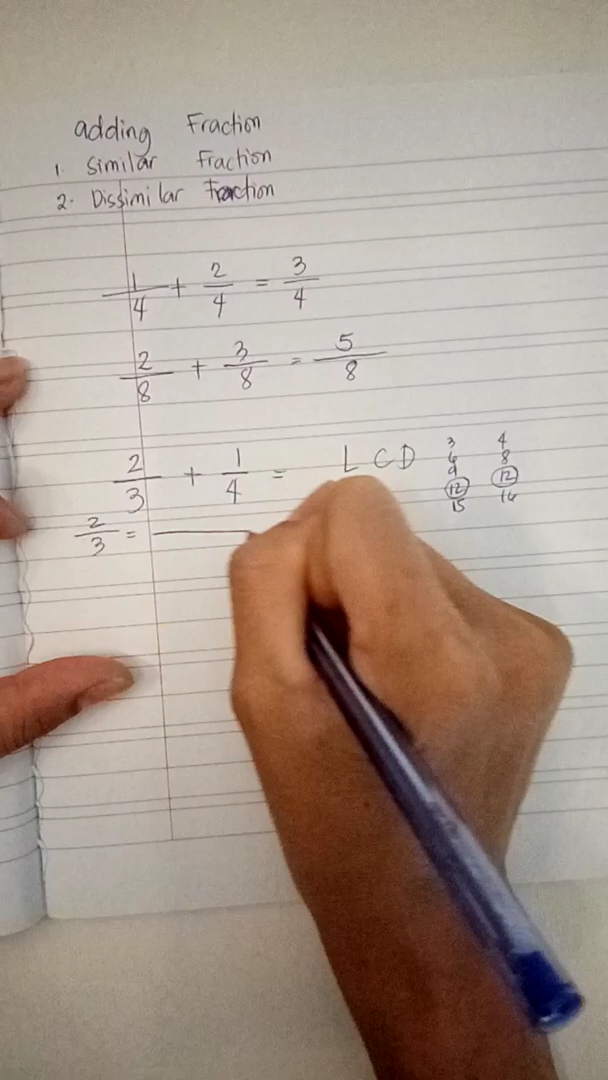 adding Fraction
1. Similar Fraction
2. Dissimilar Fraction
1/4 + 2/4 = 3/4
2/8 + 3/8 = 5/8
2/3 + 1/4 = LCD
3 4
6 8
9 12
12 16
15
2/3 =